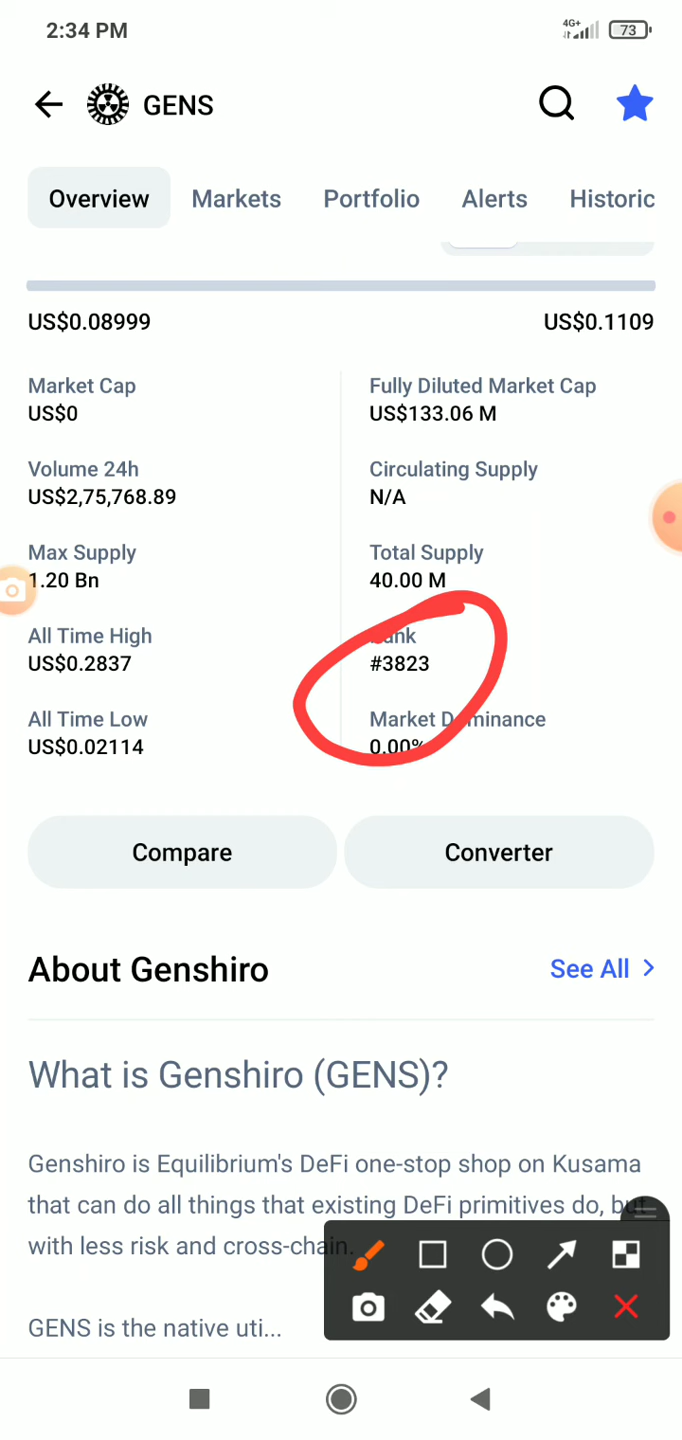 2:34 PM
4G+
73
GENS
Overview Markets Portfolio Alerts Historic
US$0.08999 US$0.1109
Market Cap Fully Diluted Market Cap
US$0 US$133.06 M
Volume 24h Circulating Supply
US$2,75,768.89 N/A
Max Supply Total Supply
1.20 Bn 40.00 M
All Time High Rank
US$0.2837 #3823
All Time Low Market Dominance
US$0.02114 0.00%
Compare Converter
About Genshiro See All
What is Genshiro (GENS)?
Genshiro is Equilibrium's DeFi one-stop shop on Kusama
that can do all things that existing DeFi primitives do, but
with less risk and cross-chain.
GENS is the native uti...